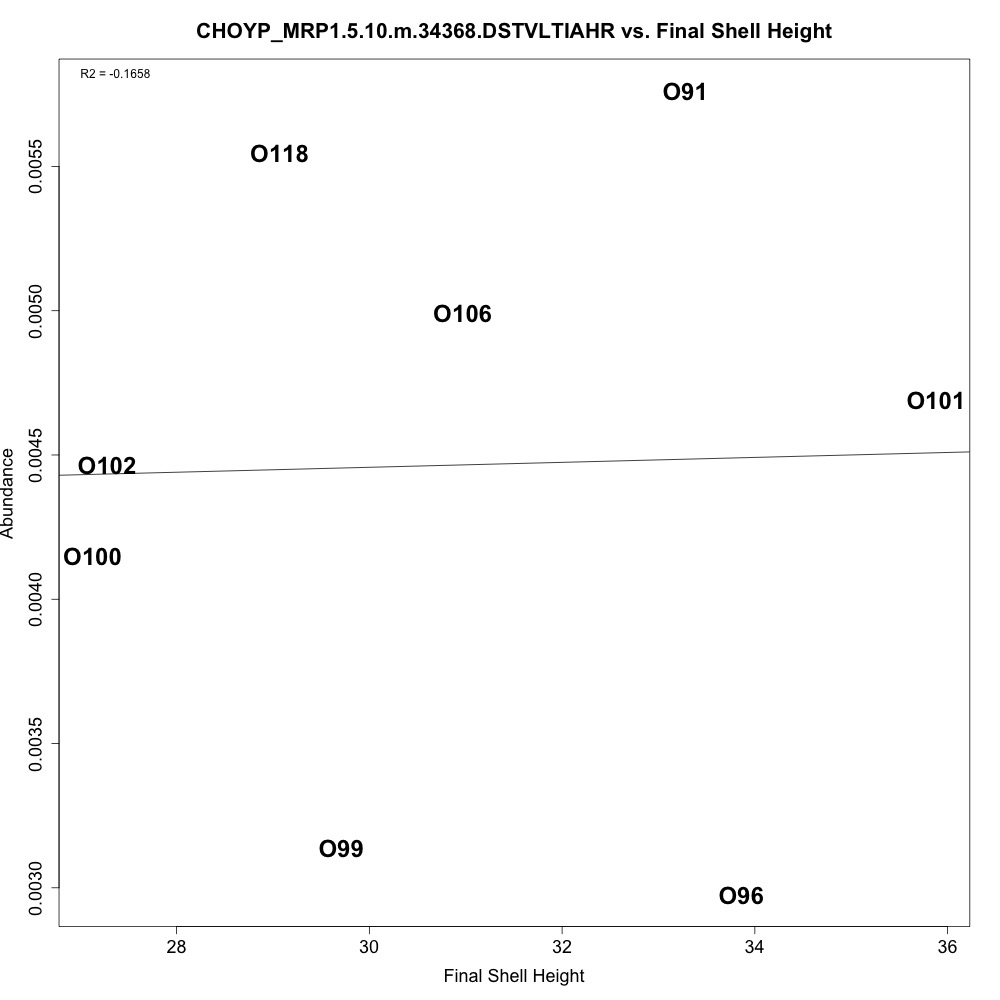 CHOYP_MRP1.5.10.m.34368.DSTVLTIAHR vs. Final Shell Height
R2 = -0.1658
O91
O118
O106
O101
O102
O100
O99
O96
Abundance
0.0055
0.0050
0.0045
0.0040
0.0035
0.0030
28 30 32 34 36
Final Shell Height